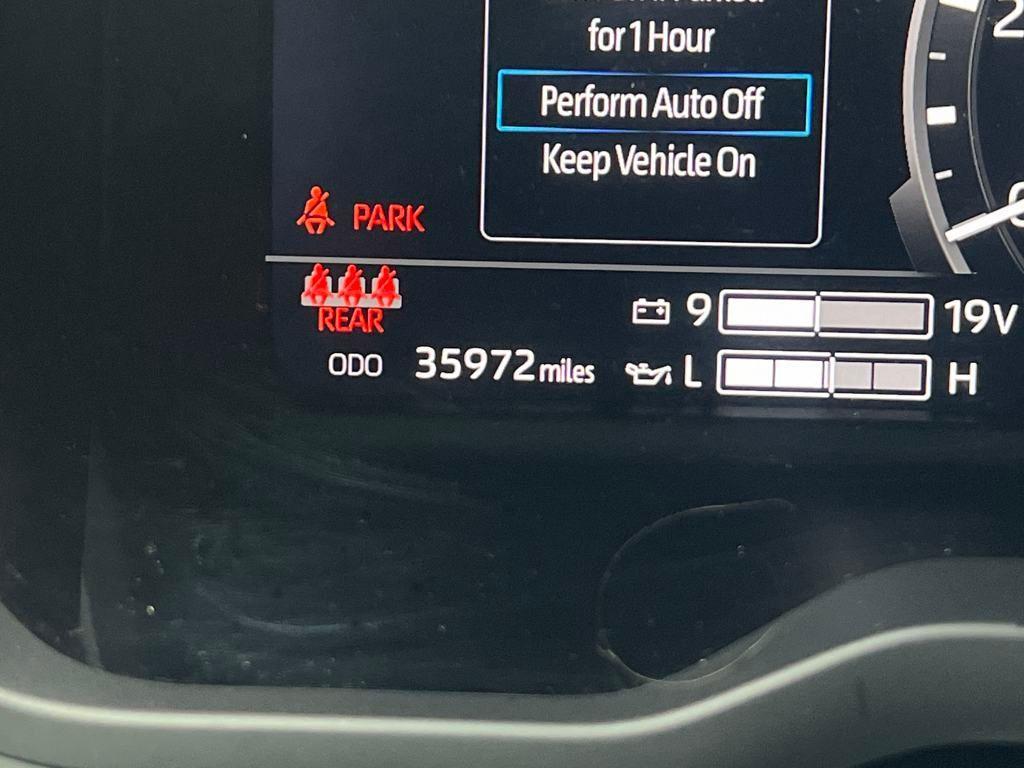 for 1 Hour
Perform Auto Off
Keep Vehicle On
PARK
REAR
9 19V
ODO 35972 miles L H